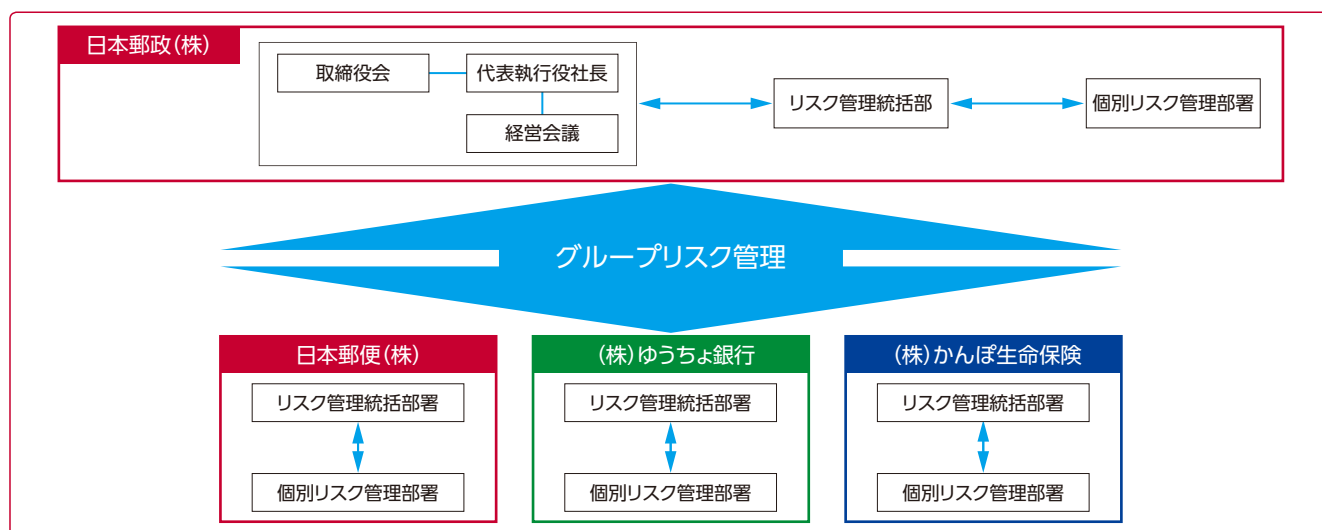 日本郵政(株)
取締役会
代表執行役社長
経営会議
リスク管理統括部
個別リスク管理部署
グループリスク管理
日本郵便(株)
リスク管理統括部署
個別リスク管理部署
(株)ゆうちょ銀行
リスク管理統括部署
個別リスク管理部署
(株)かんぽ生命保険
リスク管理統括部署
個別リスク管理部署